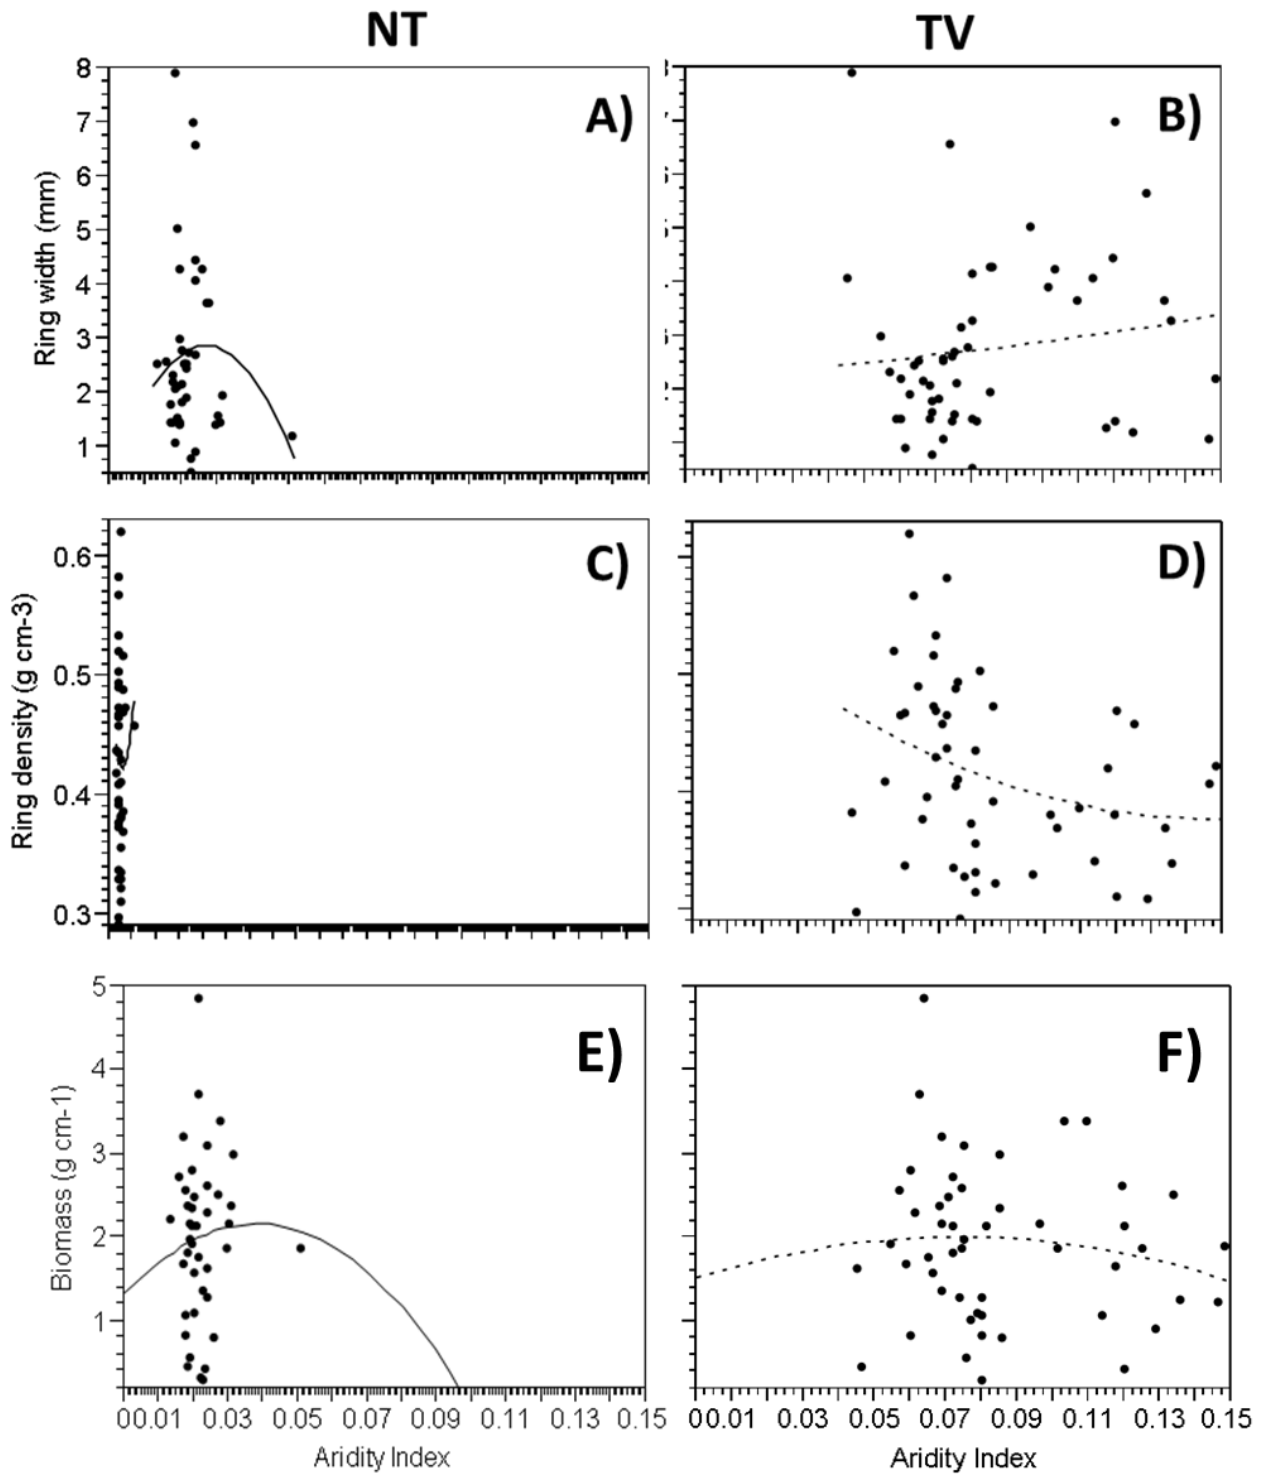 NT TV
8
7
6
5
4
3
2
1
Ring width (mm)
A)
B)
0.6
0.5
0.4
0.3
Ring density (g cm-3)
C)
D)
5
4
3
2
1
Biomass (g cm-1)
E)
F)
00.01 0.03 0.05 0.07 0.09 0.11 0.13 0.15
Aridity Index
00.01 0.03 0.05 0.07 0.09 0.11 0.13 0.15
Aridity Index